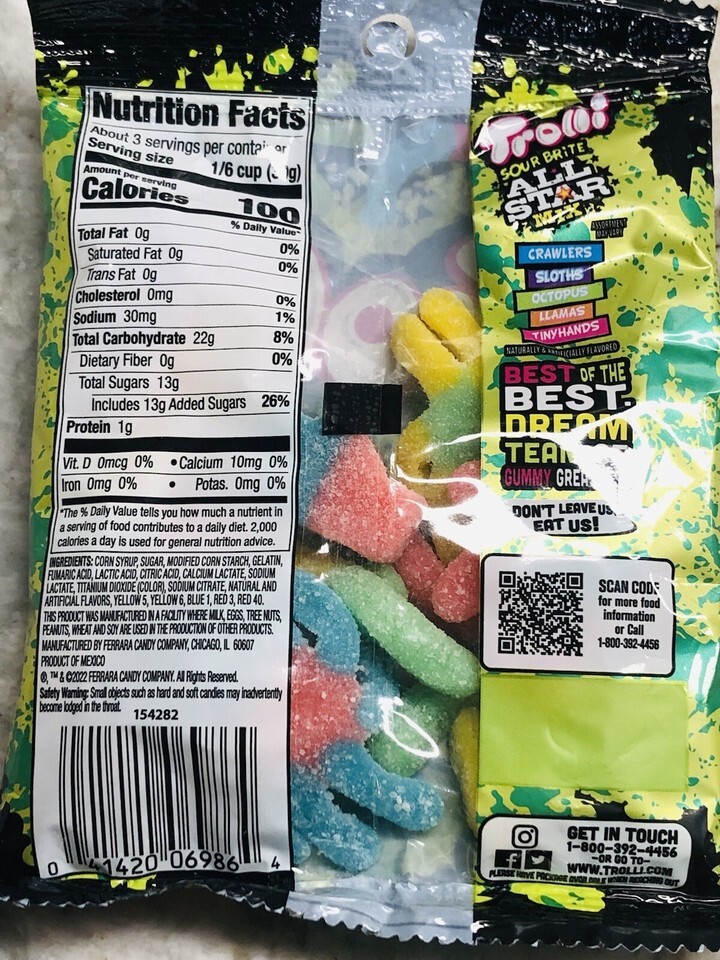 Nutrition Facts
About 3 servings per container
Serving size
1/6 cup
Amount per serving
Calories 100
% Daily Value*
Total Fat 0g 0%
Saturated Fat 0g 0%
Trans Fat 0g
Cholesterol 0mg 0%
Sodium 30mg 1%
Total Carbohydrate 22g 8%
Dietary Fiber 0g 0%
Total Sugars 13g
Includes 13g Added Sugars 26%
Protein 1g
Vit. D 0mcg 0% • Calcium 10mg 0%
Iron 0mg 0% • Potas. 0mg 0%
*The % Daily Value tells you how much a nutrient in
a serving of food contributes to a daily diet. 2,000
calories a day is used for general nutrition advice.
INGREDIENTS: CORN SYRUP, SUGAR, MODIFIED CORN STARCH, GELATIN,
FUMARIC ACID, LACTIC ACID, CITRIC ACID, CALCIUM LACTATE, SODIUM
LACTATE, TITANIUM DIOXIDE (COLOR), SODIUM CITRATE, NATURAL AND
ARTIFICIAL FLAVORS, YELLOW 5, YELLOW 6, BLUE 1, RED 3, RED 40.
THIS PRODUCT WAS MANUFACTURED IN A FACILITY WHERE MILK, EGGS, TREE NUTS,
PEANUTS, WHEAT AND SOY ARE USED IN THE PRODUCTION OF OTHER PRODUCTS.
MANUFACTURED BY FERRARA CANDY COMPANY, CHICAGO, IL 60607
PRODUCT OF MEXICO
®, ™ & ©2022 FERRARA CANDY COMPANY. All Rights Reserved.
Safety Warning: Small objects such as hard and soft candies may inadvertently
become lodged in the throat.
154282
0 41420 06986 4
Trolli
SOUR BRiTE
ALL
STAR
MIX
ASSORTMENT
MAY VARY
CRAWLERS
SLOTHS
OCTOPUS
LLAMAS
TINYHANDS
NATURALLY & ARTIFICIALLY FLAVORED
BEST OF THE
BEST.
DREAM
TEAM
GUMMY
DON'T LEAVE US
EAT US!
SCAN CODE
for more food
information
or Call
1-800-392-4456
GET IN TOUCH
1-800-392-4456
-OR GO TO-
WWW.TROLLI.COM
PLEASE HAVE PACKAGE AVAILABLE WHEN REACHING OUT